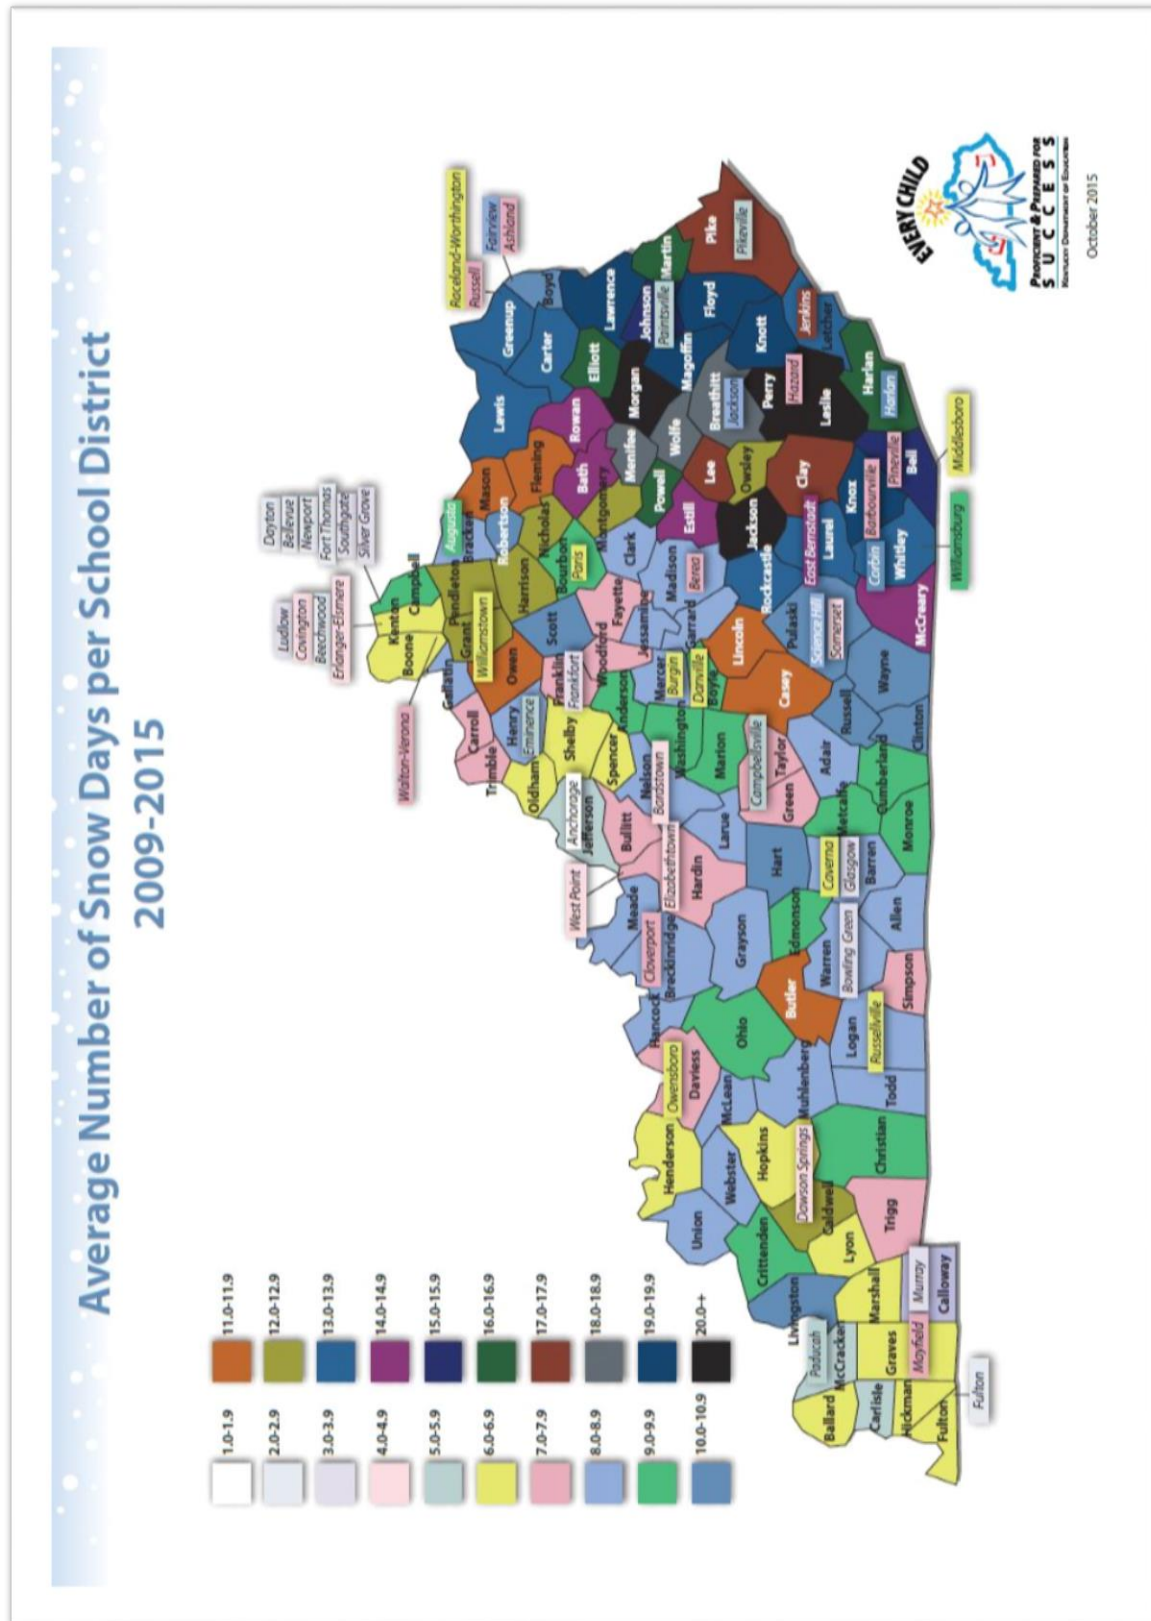 Average Number of Snow Days per School District
2009-2015
1.0-1.9
2.0-2.9
3.0-3.9
4.0-4.9
5.0-5.9
6.0-6.9
7.0-7.9
8.0-8.9
9.0-9.9
10.0-10.9
11.0-11.9
12.0-12.9
13.0-13.9
14.0-14.9
15.0-15.9
16.0-16.9
17.0-17.9
18.0-18.9
19.0-19.9
20.0-+
Dayton
Bellevue
Newport
Fort Thomas
Southgate
Silver Grove
Ludlow
Covington
Beechwood
Erlanger-Elsmere
Walton-Verona
Raceland-Worthington
Russell
Fairview
Ashland
Boone
Kenton
Campbell
Gallatin
Grant
Pendleton
Bracken
Augusta
Williamstown
Mason
Lewis
Greenup
Boyd
Carter
Carroll
Trimble
Owen
Harrison
Robertson
Nicholas
Fleming
Rowan
Elliott
Lawrence
Henry
Eminence
Oldham
Shelby
Franklin
Frankfort
Scott
Bourbon
Paris
Bath
Montgomery
Menifee
Morgan
Johnson
Paintsville
Martin
Anchorage
Jefferson
Spencer
Anderson
Woodford
Fayette
Clark
Powell
Wolfe
Magoffin
Floyd
Pike
Pikeville
West Point
Bullitt
Nelson
Bardstown
Washington
Mercer
Burgin
Jessamine
Madison
Berea
Estill
Lee
Breathitt
Jackson
Knott
Meade
Cloverport
Breckinridge
Hardin
Elizabethtown
Larue
Marion
Boyle
Danville
Garrard
Lincoln
Rockcastle
Jackson
Owsley
Perry
Hazard
Jenkins
Letcher
Hancock
Owensboro
Daviess
Ohio
Grayson
Hart
Green
Taylor
Campbellsville
Casey
Pulaski
Science Hill
Somerset
Laurel
East Bernstadt
Clay
Leslie
Harlan
Harlan
Henderson
Union
Webster
McLean
Muhlenberg
Butler
Edmonson
Caverna
Glasgow
Barren
Metcalfe
Adair
Russell
Wayne
Corbin
Knox
Barbourville
Pineville
Bell
Middlesboro
Crittenden
Hopkins
Dawson Springs
Caldwell
Christian
Todd
Logan
Russellville
Warren
Bowling Green
Simpson
Allen
Monroe
Cumberland
Clinton
McCreary
Whitley
Williamsburg
Livingston
Lyon
Trigg
Paducah
McCracken
Marshall
Ballard
Carlisle
Graves
Mayfield
Murray
Calloway
Hickman
Fulton
Fulton
EVERY CHILD
PROFICIENT & PREPARED FOR
SUCCESS
KENTUCKY DEPARTMENT OF EDUCATION
October 2015